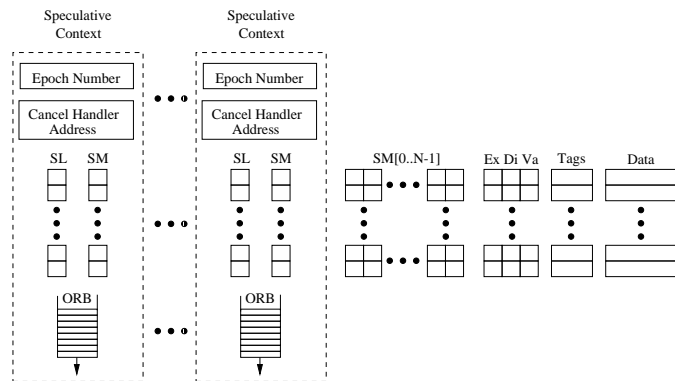 Speculative
Context
Epoch Number
Cancel Handler
Address
SL SM
ORB
Speculative
Context
Epoch Number
Cancel Handler
Address
SL SM
ORB
SM[0..N-1]
Ex Di Va
Tags
Data